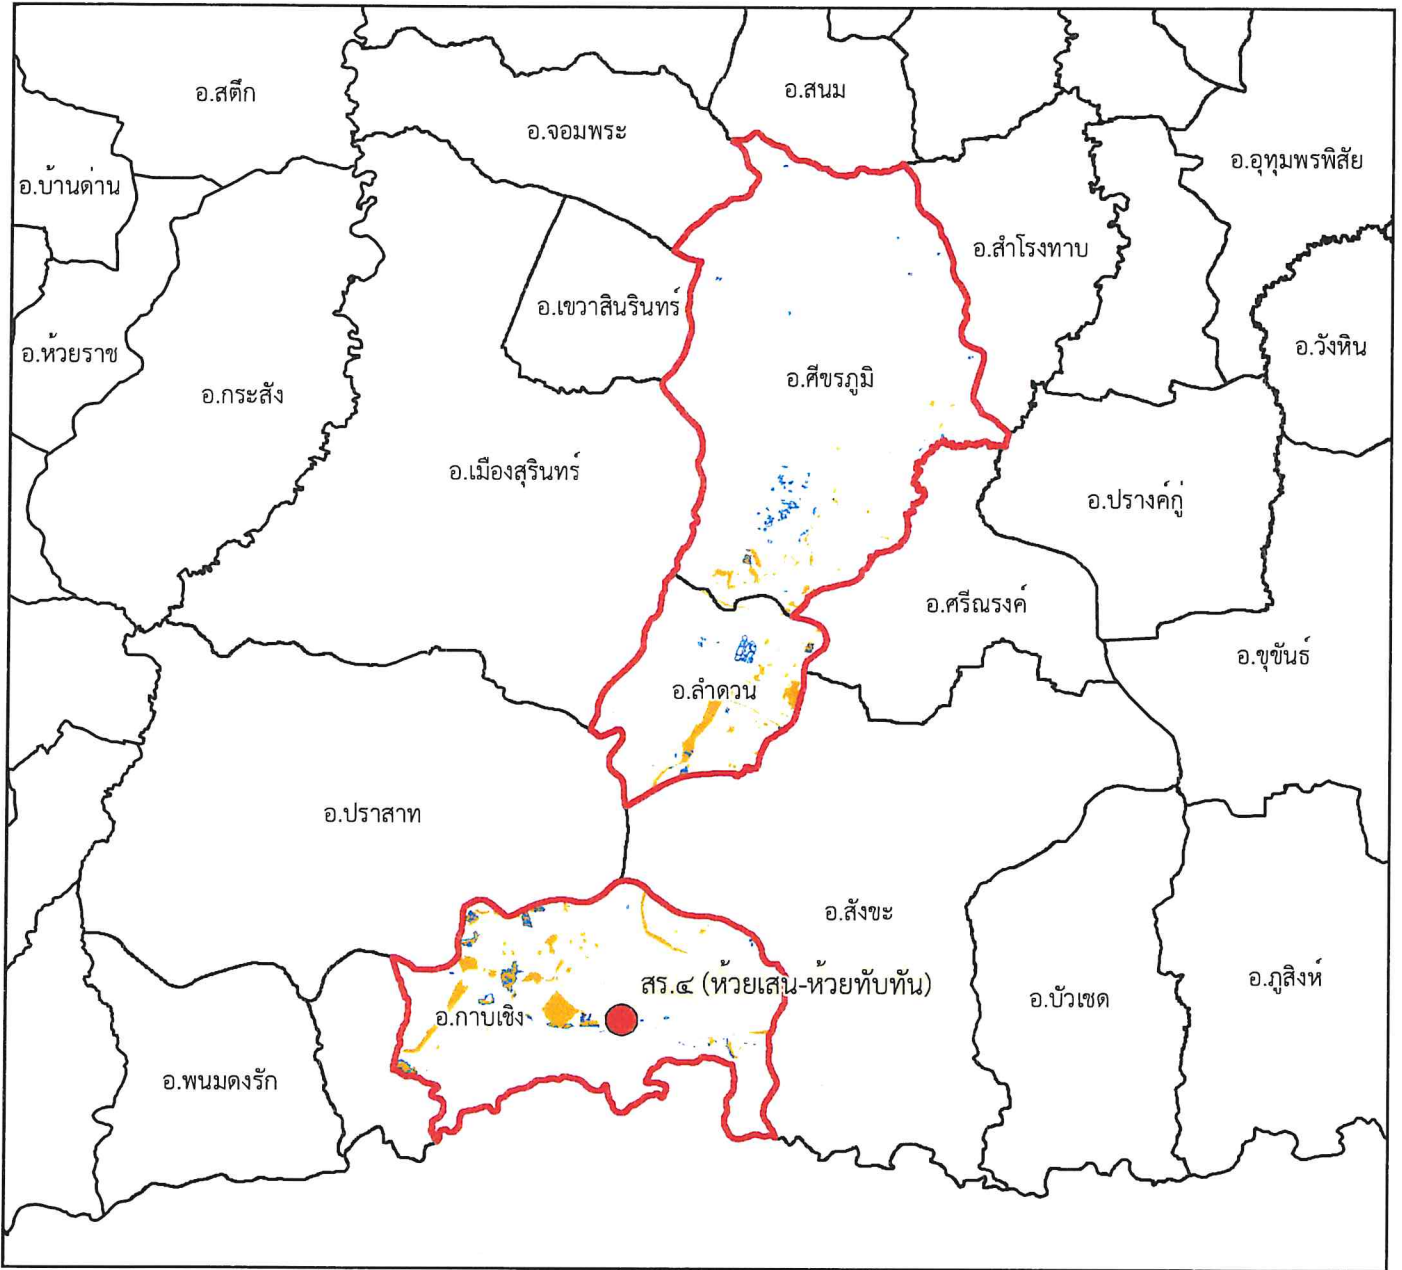 อ.สตึก
อ.สนม
อ.จอมพระ
อ.อุทุมพรพิสัย
อ.บ้านด่าน
อ.สำโรงทาบ
อ.เขวาสินรินทร์
อ.ห้วยราช
อ.วังหิน
อ.ศีขรภูมิ
อ.กระสัง
อ.เมืองสุรินทร์
อ.ปรางค์กู่
อ.ศรีณรงค์
อ.ขุขันธ์
อ.ลำดวน
อ.ปราสาท
อ.สังขะ
อ.ภูสิงห์
สร.๔ (ห้วยเสน-ห้วยทับทัน)
อ.บัวเชด
อ.กาบเชิง
อ.พนมดงรัก